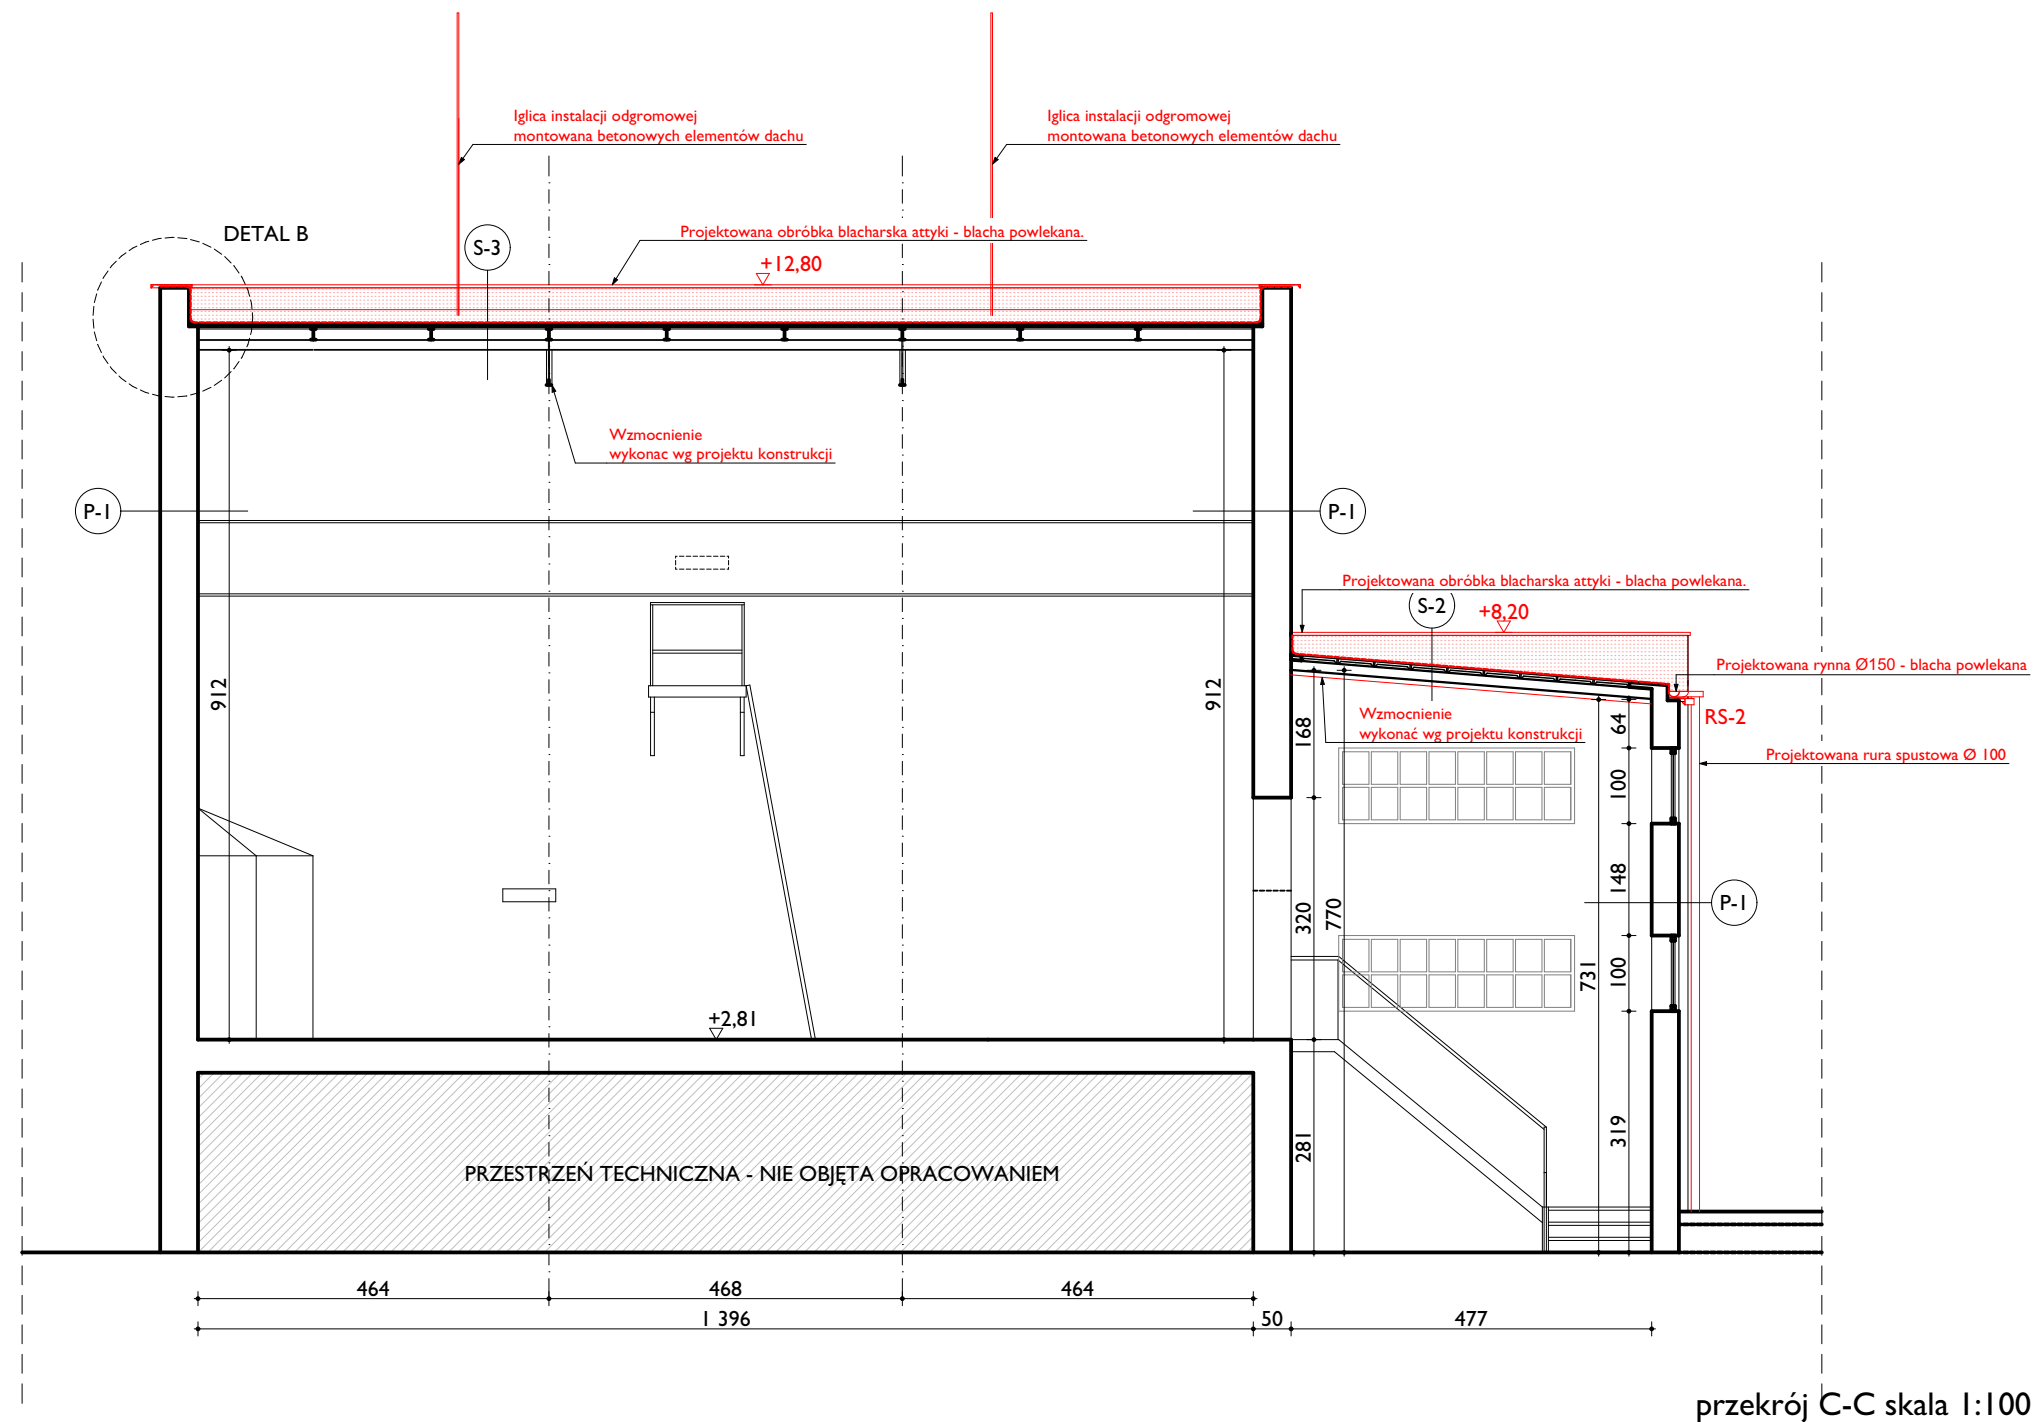 Iglica instalacji odgromowej
montowana betonowych elementów dachu
Iglica instalacji odgromowej
montowana betonowych elementów dachu
DETAL B
S-3
Projektowana obróbka blacharska attyki - blacha powlekana.
+12,80
Wzmocnienie
wykonac wg projektu konstrukcji
P-1
P-1
Projektowana obróbka blacharska attyki - blacha powlekana.
S-2
+8,20
Projektowana rynna Ø150 - blacha powlekana
RS-2
Wzmocnienie
wykonać wg projektu konstrukcji
Projektowana rura spustowa Ø 100
912
912
168
64
100
148
P-1
320
770
731
100
+2,81
281
319
PRZESTRZEŃ TECHNICZNA - NIE OBJĘTA OPRACOWANIEM
464
468
464
1 396
50
477
przekrój C-C skala 1:100